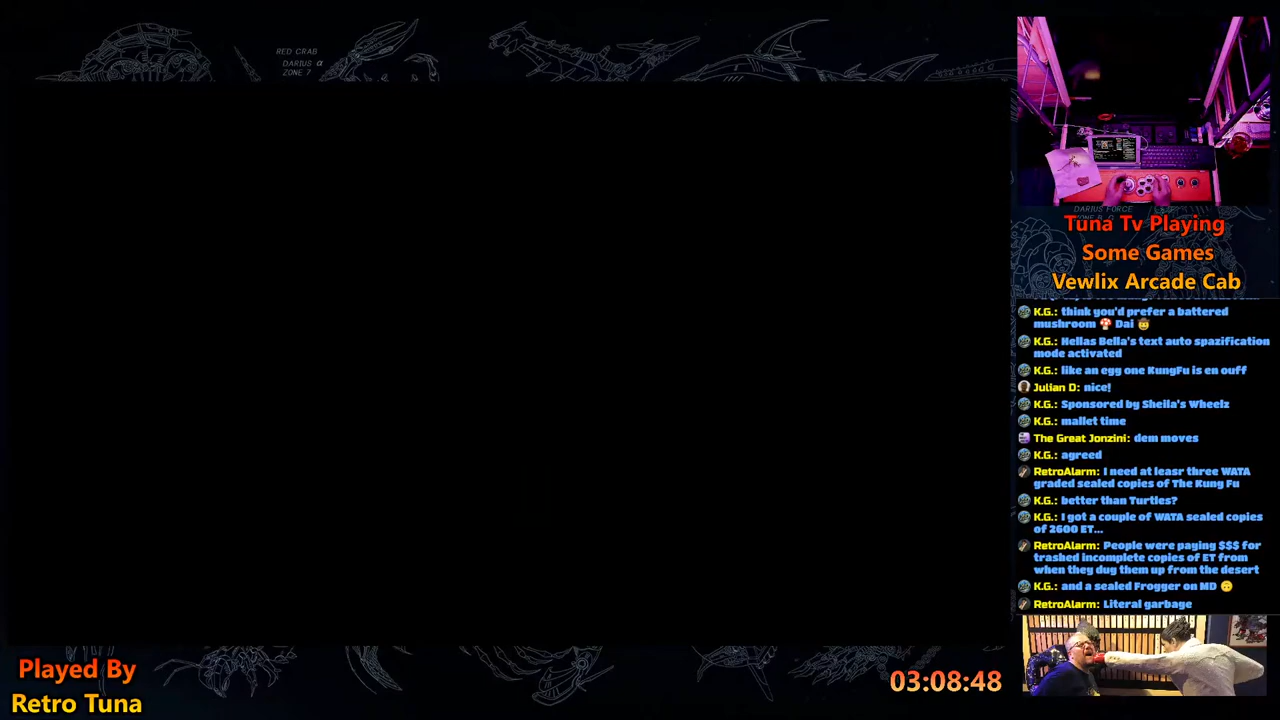 RED CRAB
DARIUS α
ZONE 7
DARIUS FORCE
Tuna Tv Playing
Some Games
Vewlix Arcade Cab
K.G.: think you'd prefer a battered
mushroom 🍄 Dai 🤠
K.G.: Hellas Bella's text auto spazification
mode activated
K.G.: like an egg one KungFu is en ouff
Julian D: nice!
K.G.: Sponsored by Sheila's Wheelz
K.G.: mallet time
The Great Jonzini: dem moves
K.G.: agreed
RetroAlarm: I need at leasr three WATA
graded sealed copies of The Kung Fu
K.G.: better than Turtles?
K.G.: I got a couple of WATA sealed copies
of 2600 ET...
RetroAlarm: People were paying $$$ for
trashed incomplete copies of ET from
when they dug them up from the desert
K.G.: and a sealed Frogger on MD 🙃
RetroAlarm: Literal garbage
Played By
Retro Tuna
03:08:48